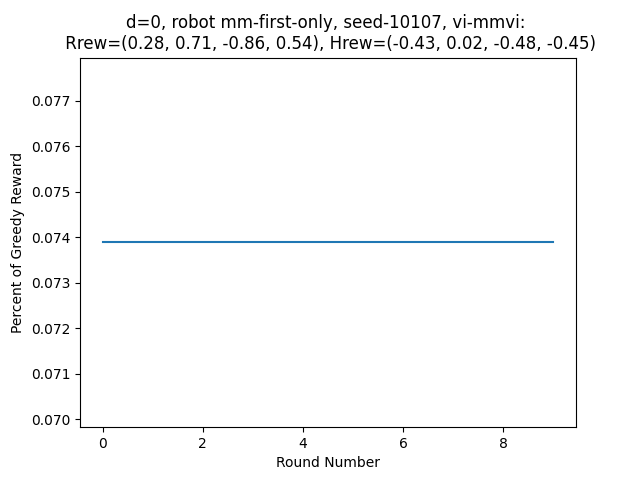 d=0, robot mm-first-only, seed-10107, vi-mmvi:
Rrew=(0.28, 0.71, -0.86, 0.54), Hrew=(-0.43, 0.02, -0.48, -0.45)
0.077
0.076
0.075
0.074
0.073
0.072
0.071
0.070
Percent of Greedy Reward
0 2 4 6 8
Round Number